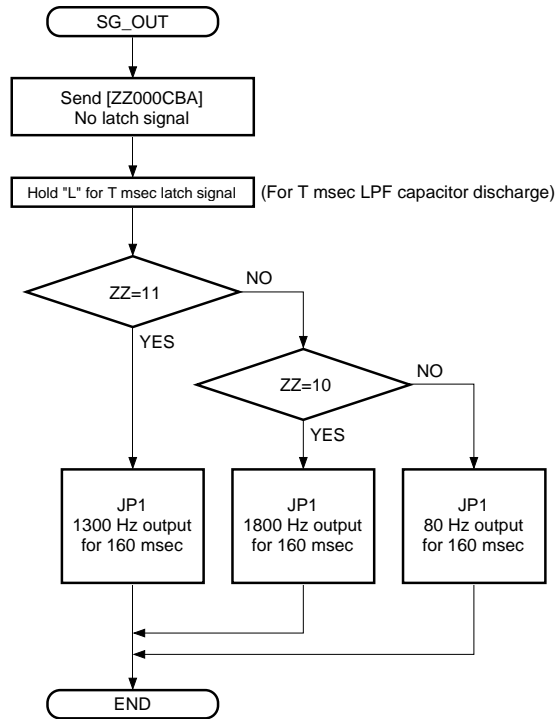 SG_OUT
Send [ZZ000CBA]
No latch signal
Hold "L" for T msec latch signal
(For T msec LPF capacitor discharge)
ZZ=11
NO
YES
ZZ=10
NO
YES
JP1
1300 Hz output
for 160 msec
JP1
1800 Hz output
for 160 msec
JP1
80 Hz output
for 160 msec
END